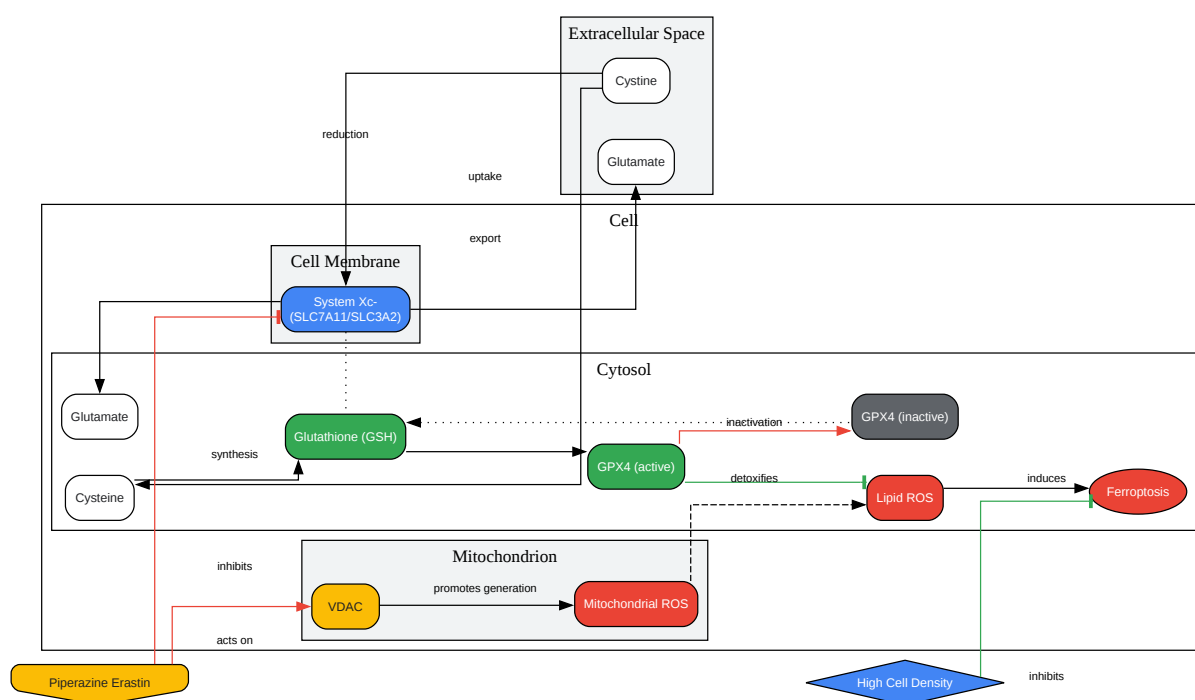 Extracellular Space
Cystine
reduction
Glutamate
uptake
Cell
export
Cell Membrane
System Xc-
(SLC7A11/SLC3A2)
Cytosol
Glutamate
GPX4 (inactive)
inactivation
Glutathione (GSH)
synthesis
GPX4 (active)
detoxifies
induces
Cysteine
Lipid ROS
Ferroptosis
Mitochondrion
inhibits
promotes generation
VDAC
Mitochondrial ROS
acts on
Piperazine Erastin
High Cell Density
inhibits